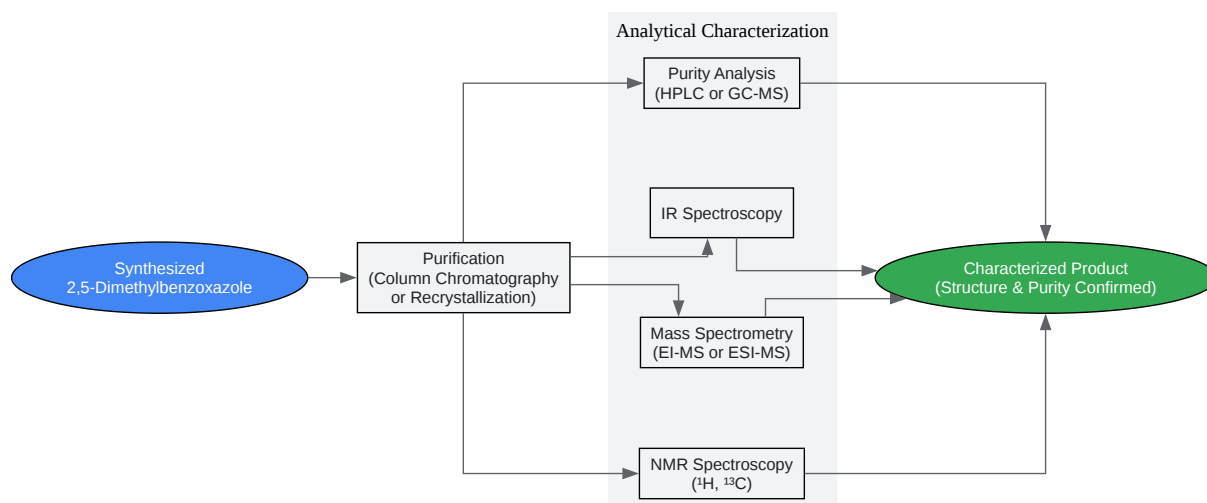 Analytical Characterization
Purity Analysis
(HPLC or GC-MS)
IR Spectroscopy
Synthesized
2,5-Dimethylbenzoxazole
Purification
(Column Chromatography
or Recrystallization)
Characterized Product
(Structure & Purity Confirmed)
Mass Spectrometry
(EI-MS or ESI-MS)
NMR Spectroscopy
(¹H, ¹³C)